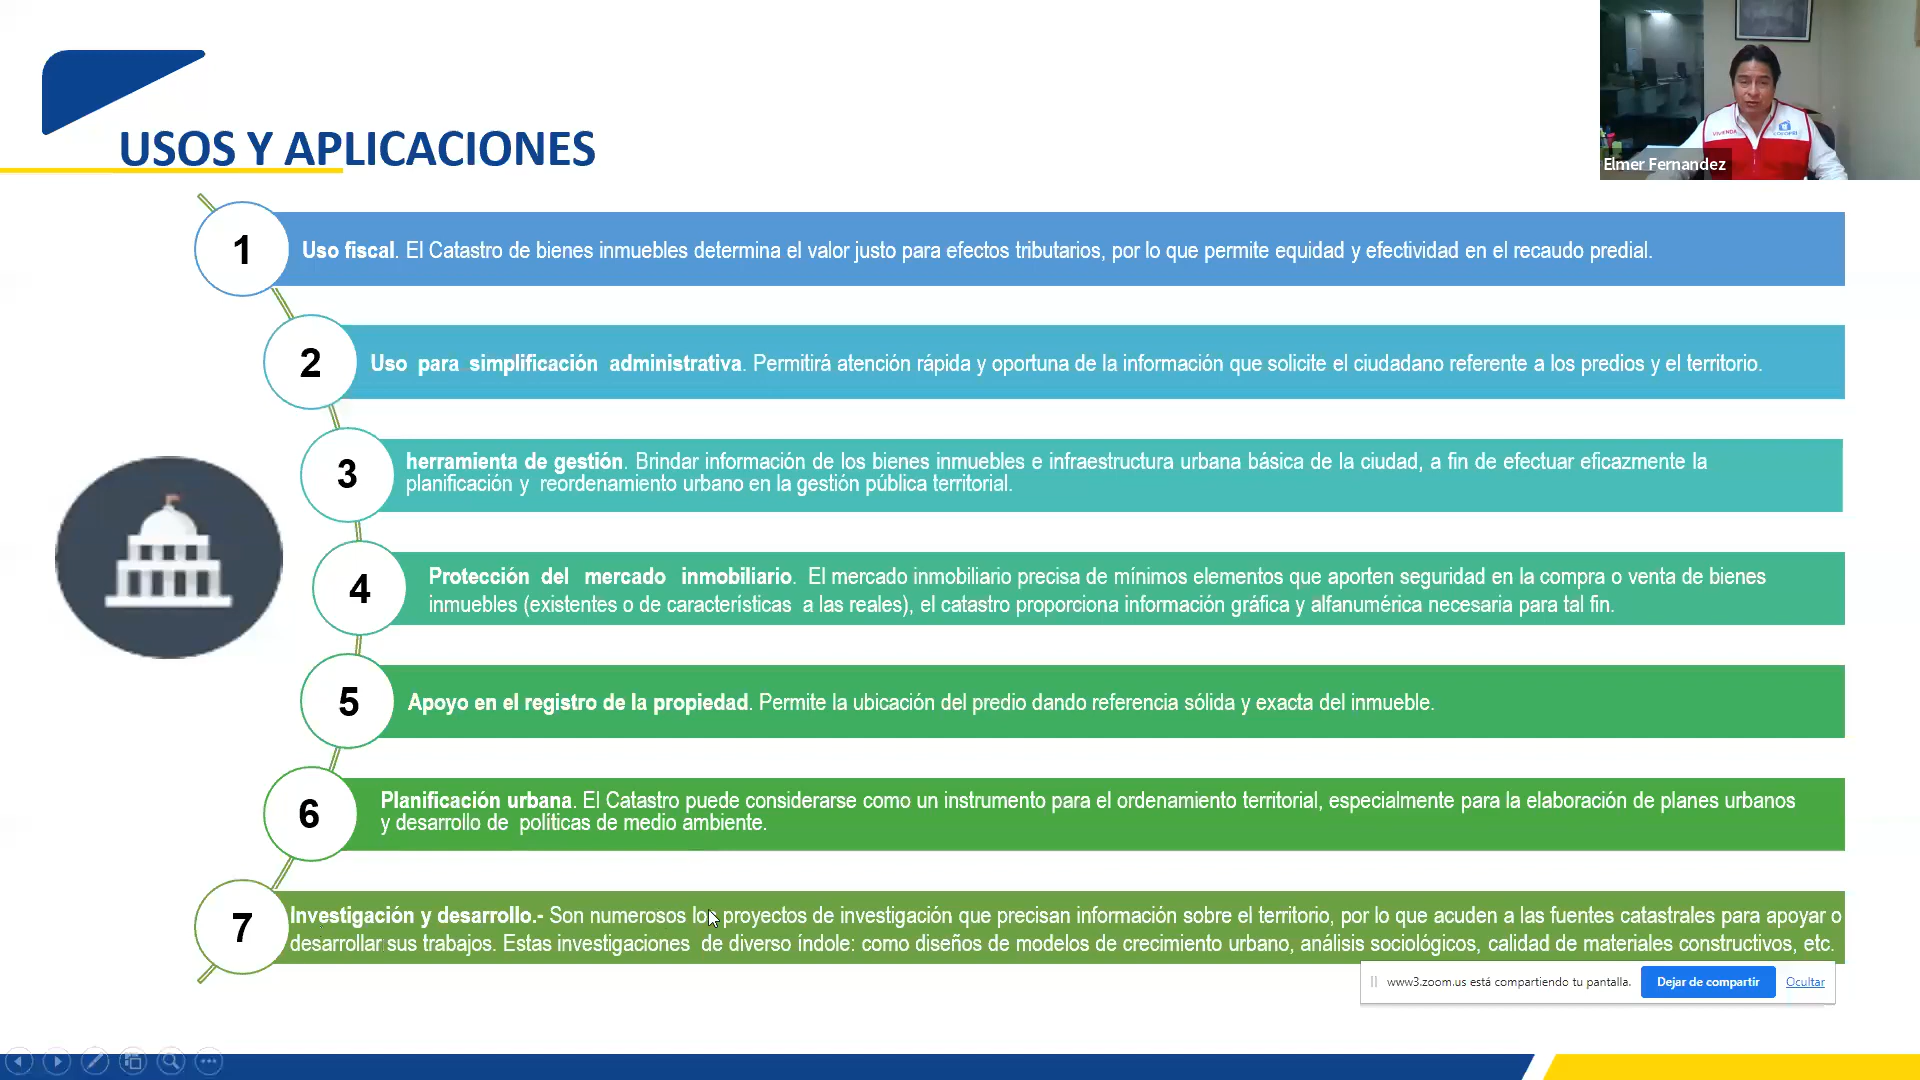 USOS Y APLICACIONES
VIVIENDA
Elmer Fernandez
1
Uso fiscal. El Catastro de bienes inmuebles determina el valor justo para efectos tributarios, por lo que permite equidad y efectividad en el recaudo predial.
2
Uso para simplificación administrativa. Permitirá atención rápida y oportuna de la información que solicite el ciudadano referente a los predios y el territorio.
3
herramienta de gestión. Brindar información de los bienes inmuebles e infraestructura urbana básica de la ciudad, a fin de efectuar eficazmente la
planificación y reordenamiento urbano en la gestión pública territorial.
4
Protección del mercado inmobiliario. El mercado inmobiliario precisa de mínimos elementos que aporten seguridad en la compra o venta de bienes
inmuebles (existentes o de características a las reales), el catastro proporciona información gráfica y alfanumérica necesaria para tal fin.
5
Apoyo en el registro de la propiedad. Permite la ubicación del predio dando referencia sólida y exacta del inmueble.
6
Planificación urbana. El Catastro puede considerarse como un instrumento para el ordenamiento territorial, especialmente para la elaboración de planes urbanos
y desarrollo de políticas de medio ambiente.
7
Investigación y desarrollo.- Son numerosos los proyectos de investigación que precisan información sobre el territorio, por lo que acuden a las fuentes catastrales para apoyar o
desarrollar sus trabajos. Estas investigaciones de diverso índole: como diseños de modelos de crecimiento urbano, análisis sociológicos, calidad de materiales constructivos, etc.
www3.zoom.us está compartiendo tu pantalla. Dejar de compartir Ocultar